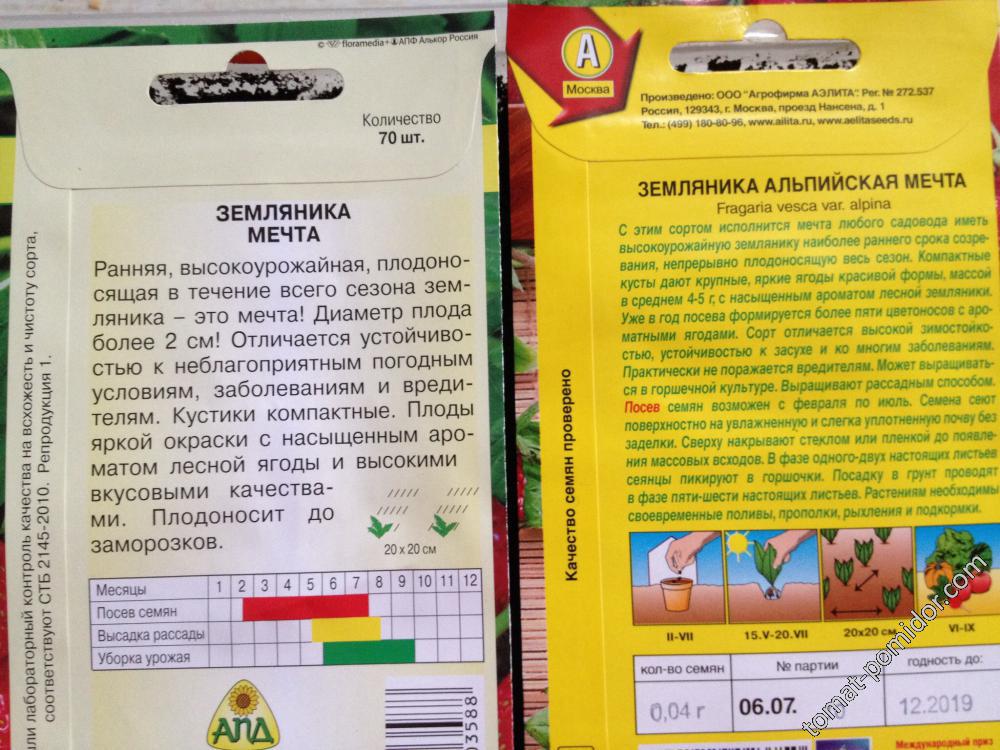 © floramedia+ АПФ Алькор Россия
Количество
70 шт.
ЗЕМЛЯНИКА
МЕЧТА
Ранняя, высокоурожайная, плодоно-
сящая в течение всего сезона зем-
ляника – это мечта! Диаметр плода
более 2 см! Отличается устойчиво-
стью к неблагоприятным погодным
условиям, заболеваниям и вреди-
телям. Кустики компактные. Плоды
яркой окраски с насыщенным аро-
матом лесной ягоды и высокими
вкусовыми качества-
ми. Плодоносит до
заморозков.
20 x 20 см
Месяцы 1 2 3 4 5 6 7 8 9 10 11 12
Посев семян
Высадка рассады
Уборка урожая
АПД
03588
лабораторный контроль качества на всхожесть и чистоту сорта,
соответствуют СТБ 2145-2010. Репродукция 1.
А
Москва
Произведено: ООО "Агрофирма АЭЛИТА". Рег. № 272.537
Россия, 129343, г. Москва, проезд Нансена, д. 1
Тел.: (499) 180-80-96, www.ailita.ru, www.aelitaseeds.ru
ЗЕМЛЯНИКА АЛЬПИЙСКАЯ МЕЧТА
Fragaria vesca var. alpina
С этим сортом исполнится мечта любого садовода иметь
высокоурожайную землянику наиболее раннего срока созре-
вания, непрерывно плодоносящую весь сезон. Компактные
кусты дают крупные, яркие ягоды красивой формы, массой
в среднем 4-5 г, с насыщенным ароматом лесной земляники.
Уже в год посева формируется более пяти цветоносов с аро-
матными ягодами. Сорт отличается высокой зимостойко-
стью, устойчивостью к засухе и ко многим заболеваниям.
Практически не поражается вредителям. Может выращивать-
ся в горшечной культуре. Выращивают рассадным способом.
Посев семян возможен с февраля по июль. Семена сеют
поверхностно на увлажненную и слегка уплотненную почву без
заделки. Сверху накрывают стеклом или пленкой до появле-
ния массовых всходов. В фазе одного-двух настоящих листьев
сеянцы пикируют в горшочки. Посадку в грунт проводят
в фазе пяти-шести настоящих листьев. Растениям необходимы
своевременные поливы, прополки, рыхления и подкормки.
Качество семян проверено
II-VII 15.V-20.VII 20x20 см VI-IX
кол-во семян № партии годность до:
0,04 г 06.07. 12.2019
Международный приз
tomat-pomidor.com